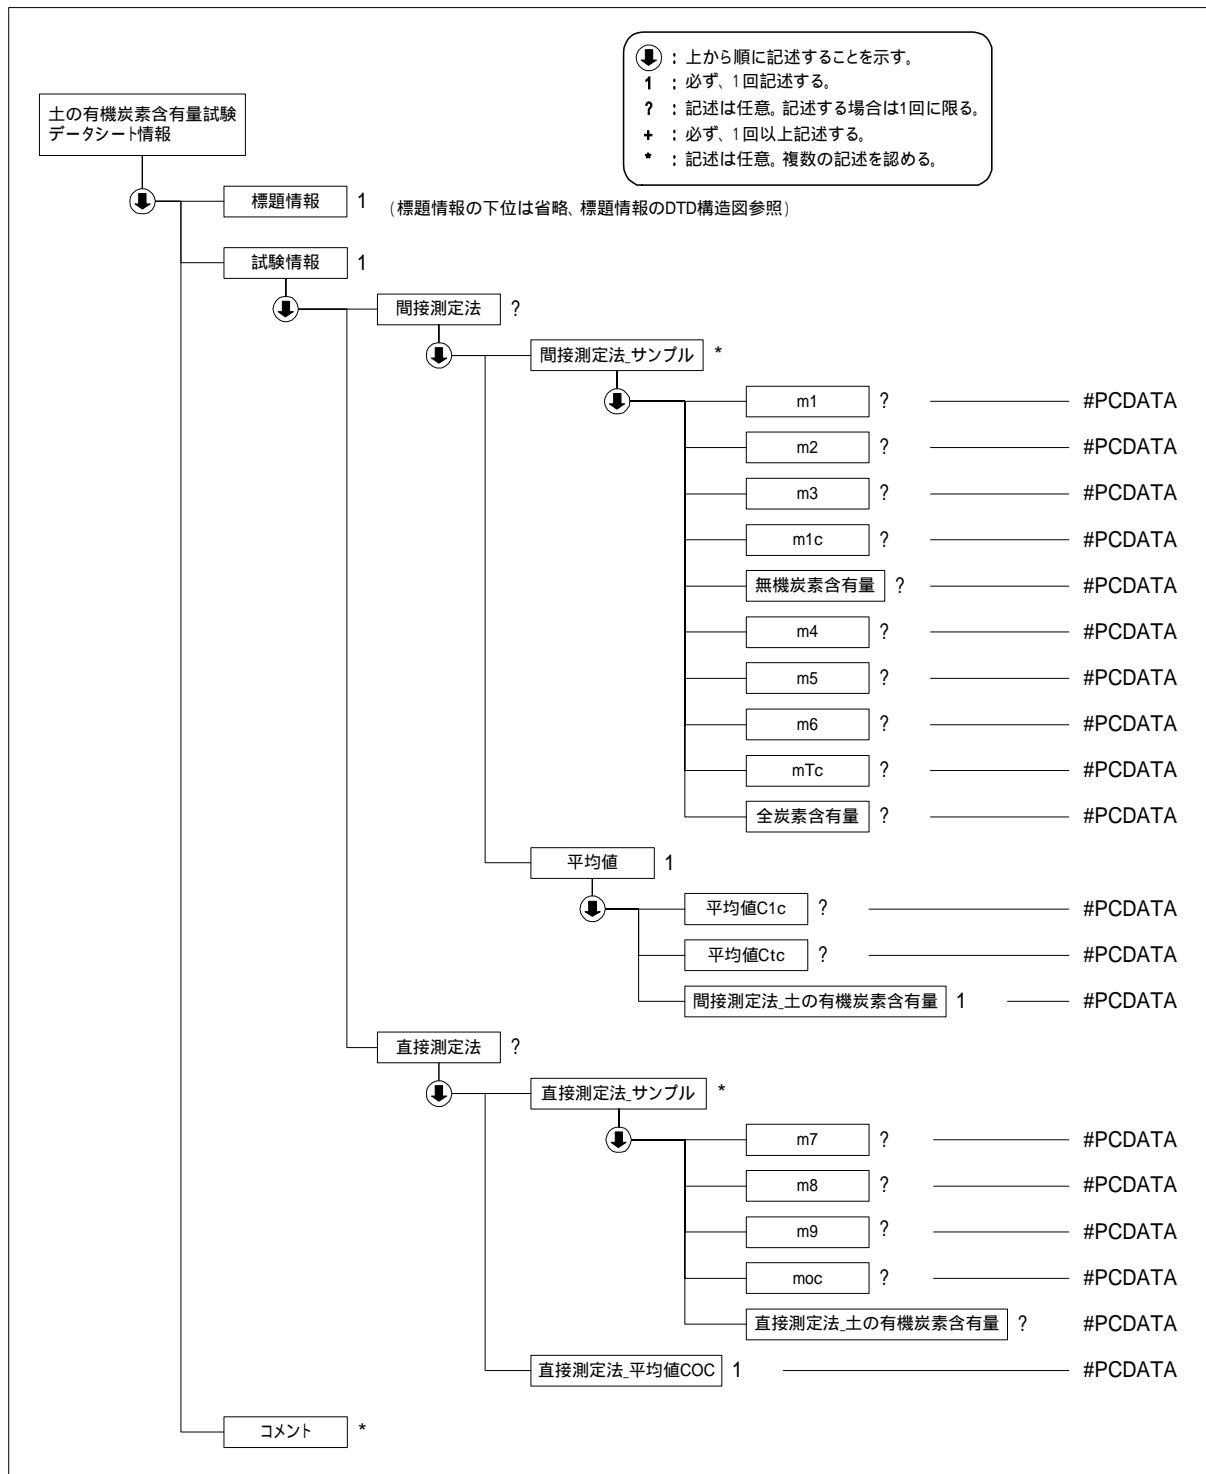 ： 上から順に記述することを示す。
1 ： 必ず、1回記述する。
? ： 記述は任意。記述する場合は1回に限る。
+ ： 必ず、1回以上記述する。
* ： 記述は任意。複数の記述を認める。
土の有機炭素含有量試験
データシート情報
標題情報 1 (標題情報の下位は省略、標題情報のDTD構造図参照)
試験情報 1
間接測定法 ?
間接測定法_サンプル *
m1 ? #PCDATA
m2 ? #PCDATA
m3 ? #PCDATA
m1c ? #PCDATA
無機炭素含有量 ? #PCDATA
m4 ? #PCDATA
m5 ? #PCDATA
m6 ? #PCDATA
mTc ? #PCDATA
全炭素含有量 ? #PCDATA
平均値 1
平均値C1c ? #PCDATA
平均値Ctc ? #PCDATA
間接測定法_土の有機炭素含有量 1 #PCDATA
直接測定法 ?
直接測定法_サンプル *
m7 ? #PCDATA
m8 ? #PCDATA
m9 ? #PCDATA
moc ? #PCDATA
直接測定法_土の有機炭素含有量 ? #PCDATA
直接測定法_平均値COC 1 #PCDATA
コメント *